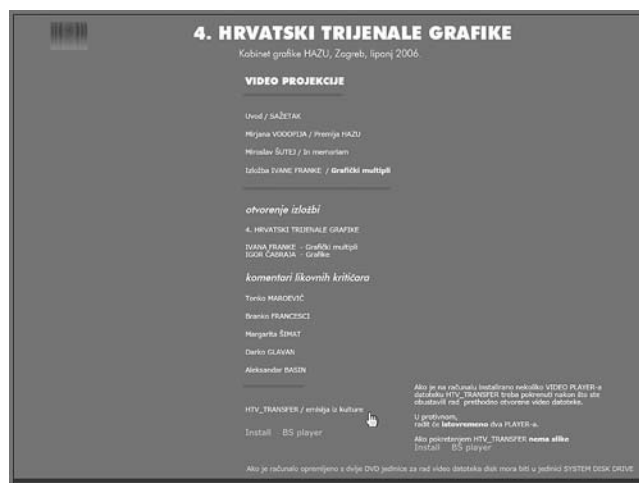 4. HRVATSKI TRIJENALE GRAFIKE
Kabinet grafike HAZU, Zagreb, lipanj 2006.
VIDEO PROJEKCIJE
Uvod / SAŽETAK
Mirjana VODOPIJA / Premija HAZU
Miroslav ŠUTEJ / In memoriam
Izložba IVANE FRANKE / Grafički multipli
otvorenje izložbi
4. HRVATSKI TRIJENALE GRAFIKE
IVANA FRANKE - Grafički multipli
IGOR ČABRAJA - Grafike
komentari likovnih kritičara
Tonko MAROEVIĆ
Branko FRANCESCI
Margarita ŠIMAT
Darko GLAVAN
Aleksandar BASIN
HTV_TRANSFER / emisija iz kulture
Install - BS player
Ako je na računalu instalirano nekoliko VIDEO PLAYER-a
datoteku HTV_TRANSFER treba pokrenuti nakon što ste
obustavili rad prethodno otvorene video datoteke.
U protivnom,
radit će istovremeno dva PLAYER-a.
Ako pokretanjem HTV_TRANSFER nema slike
Install - BS player
Ako je računalo opremljeno s dvije DVD jedinice za rad video datoteka disk mora biti u jedinici SYSTEM DISK DRIVE